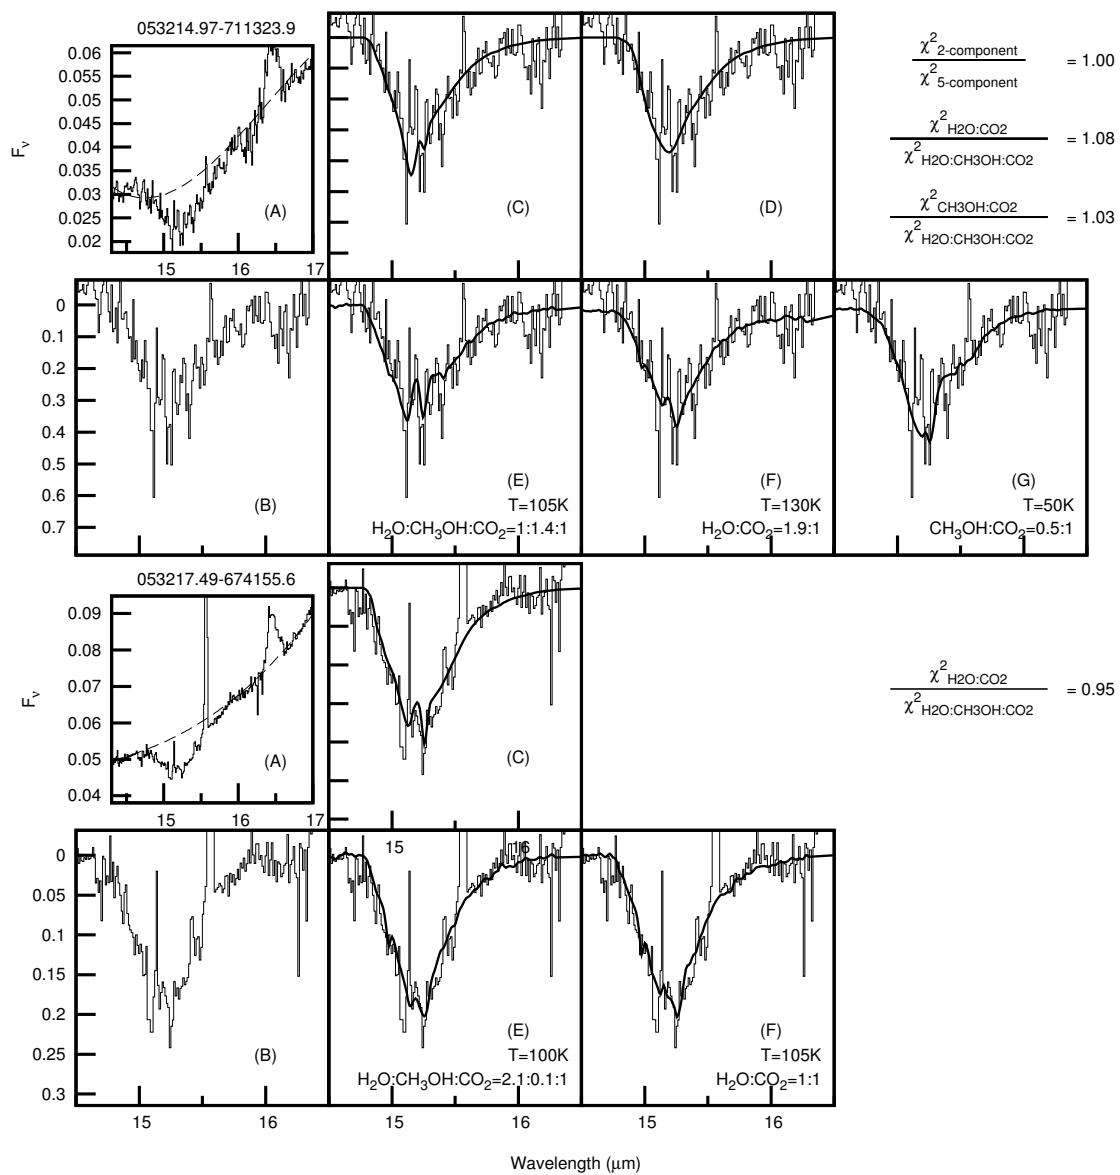 053214.97-711323.9
0.06
0.055
0.05
0.045
0.04
0.035
0.03
0.025
0.02
Fν
(A)
15
16
17
(C)
(D)
χ²2-component
χ²5-component
= 1.00
χ²H2O:CO2
χ²H2O:CH3OH:CO2
= 1.08
χ²CH3OH:CO2
χ²H2O:CH3OH:CO2
= 1.03
0
0.1
0.2
0.3
0.4
0.5
0.6
0.7
(B)
(E)
T=105K
H₂O:CH₃OH:CO₂=1:1.4:1
(F)
T=130K
H₂O:CO₂=1.9:1
(G)
T=50K
CH₃OH:CO₂=0.5:1
053217.49-674155.6
0.09
0.08
0.07
0.06
0.05
0.04
Fν
(A)
15
16
17
(C)
χ²H2O:CO2
χ²H2O:CH3OH:CO2
= 0.95
0
0.05
0.1
0.15
0.2
0.25
0.3
(B)
15
16
15
16
(E)
T=100K
H₂O:CH₃OH:CO₂=2.1:0.1:1
15
16
(F)
T=105K
H₂O:CO₂=1:1
15
16
Wavelength (μm)